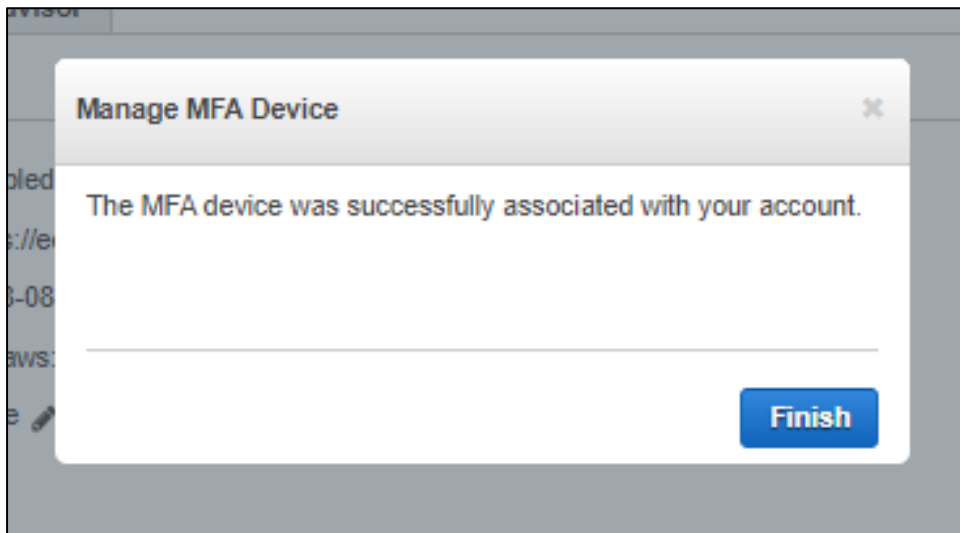 Manage MFA Device
The MFA device was successfully associated with your account.
Finish